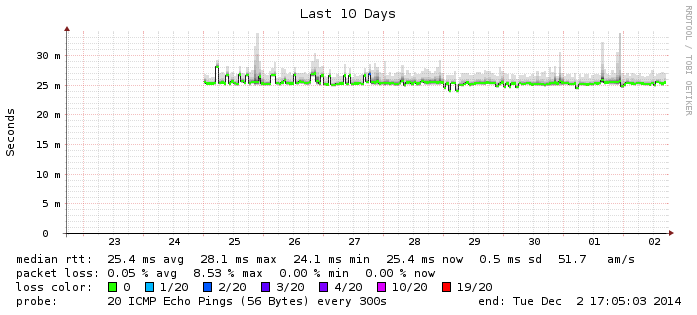 Last 10 Days
RRDTOOL / TOBI OETIKER
Seconds
30 m
25 m
20 m
15 m
10 m
5 m
0
23 24 25 26 27 28 29 30 01 02
median rtt: 25.4 ms avg 28.1 ms max 24.1 ms min 25.4 ms now 0.5 ms sd 51.7 am/s
packet loss: 0.05 % avg 8.53 % max 0.00 % min 0.00 % now
loss color: 0 1/20 2/20 3/20 4/20 10/20 19/20
probe: 20 ICMP Echo Pings (56 Bytes) every 300s end: Tue Dec 2 17:05:03 2014